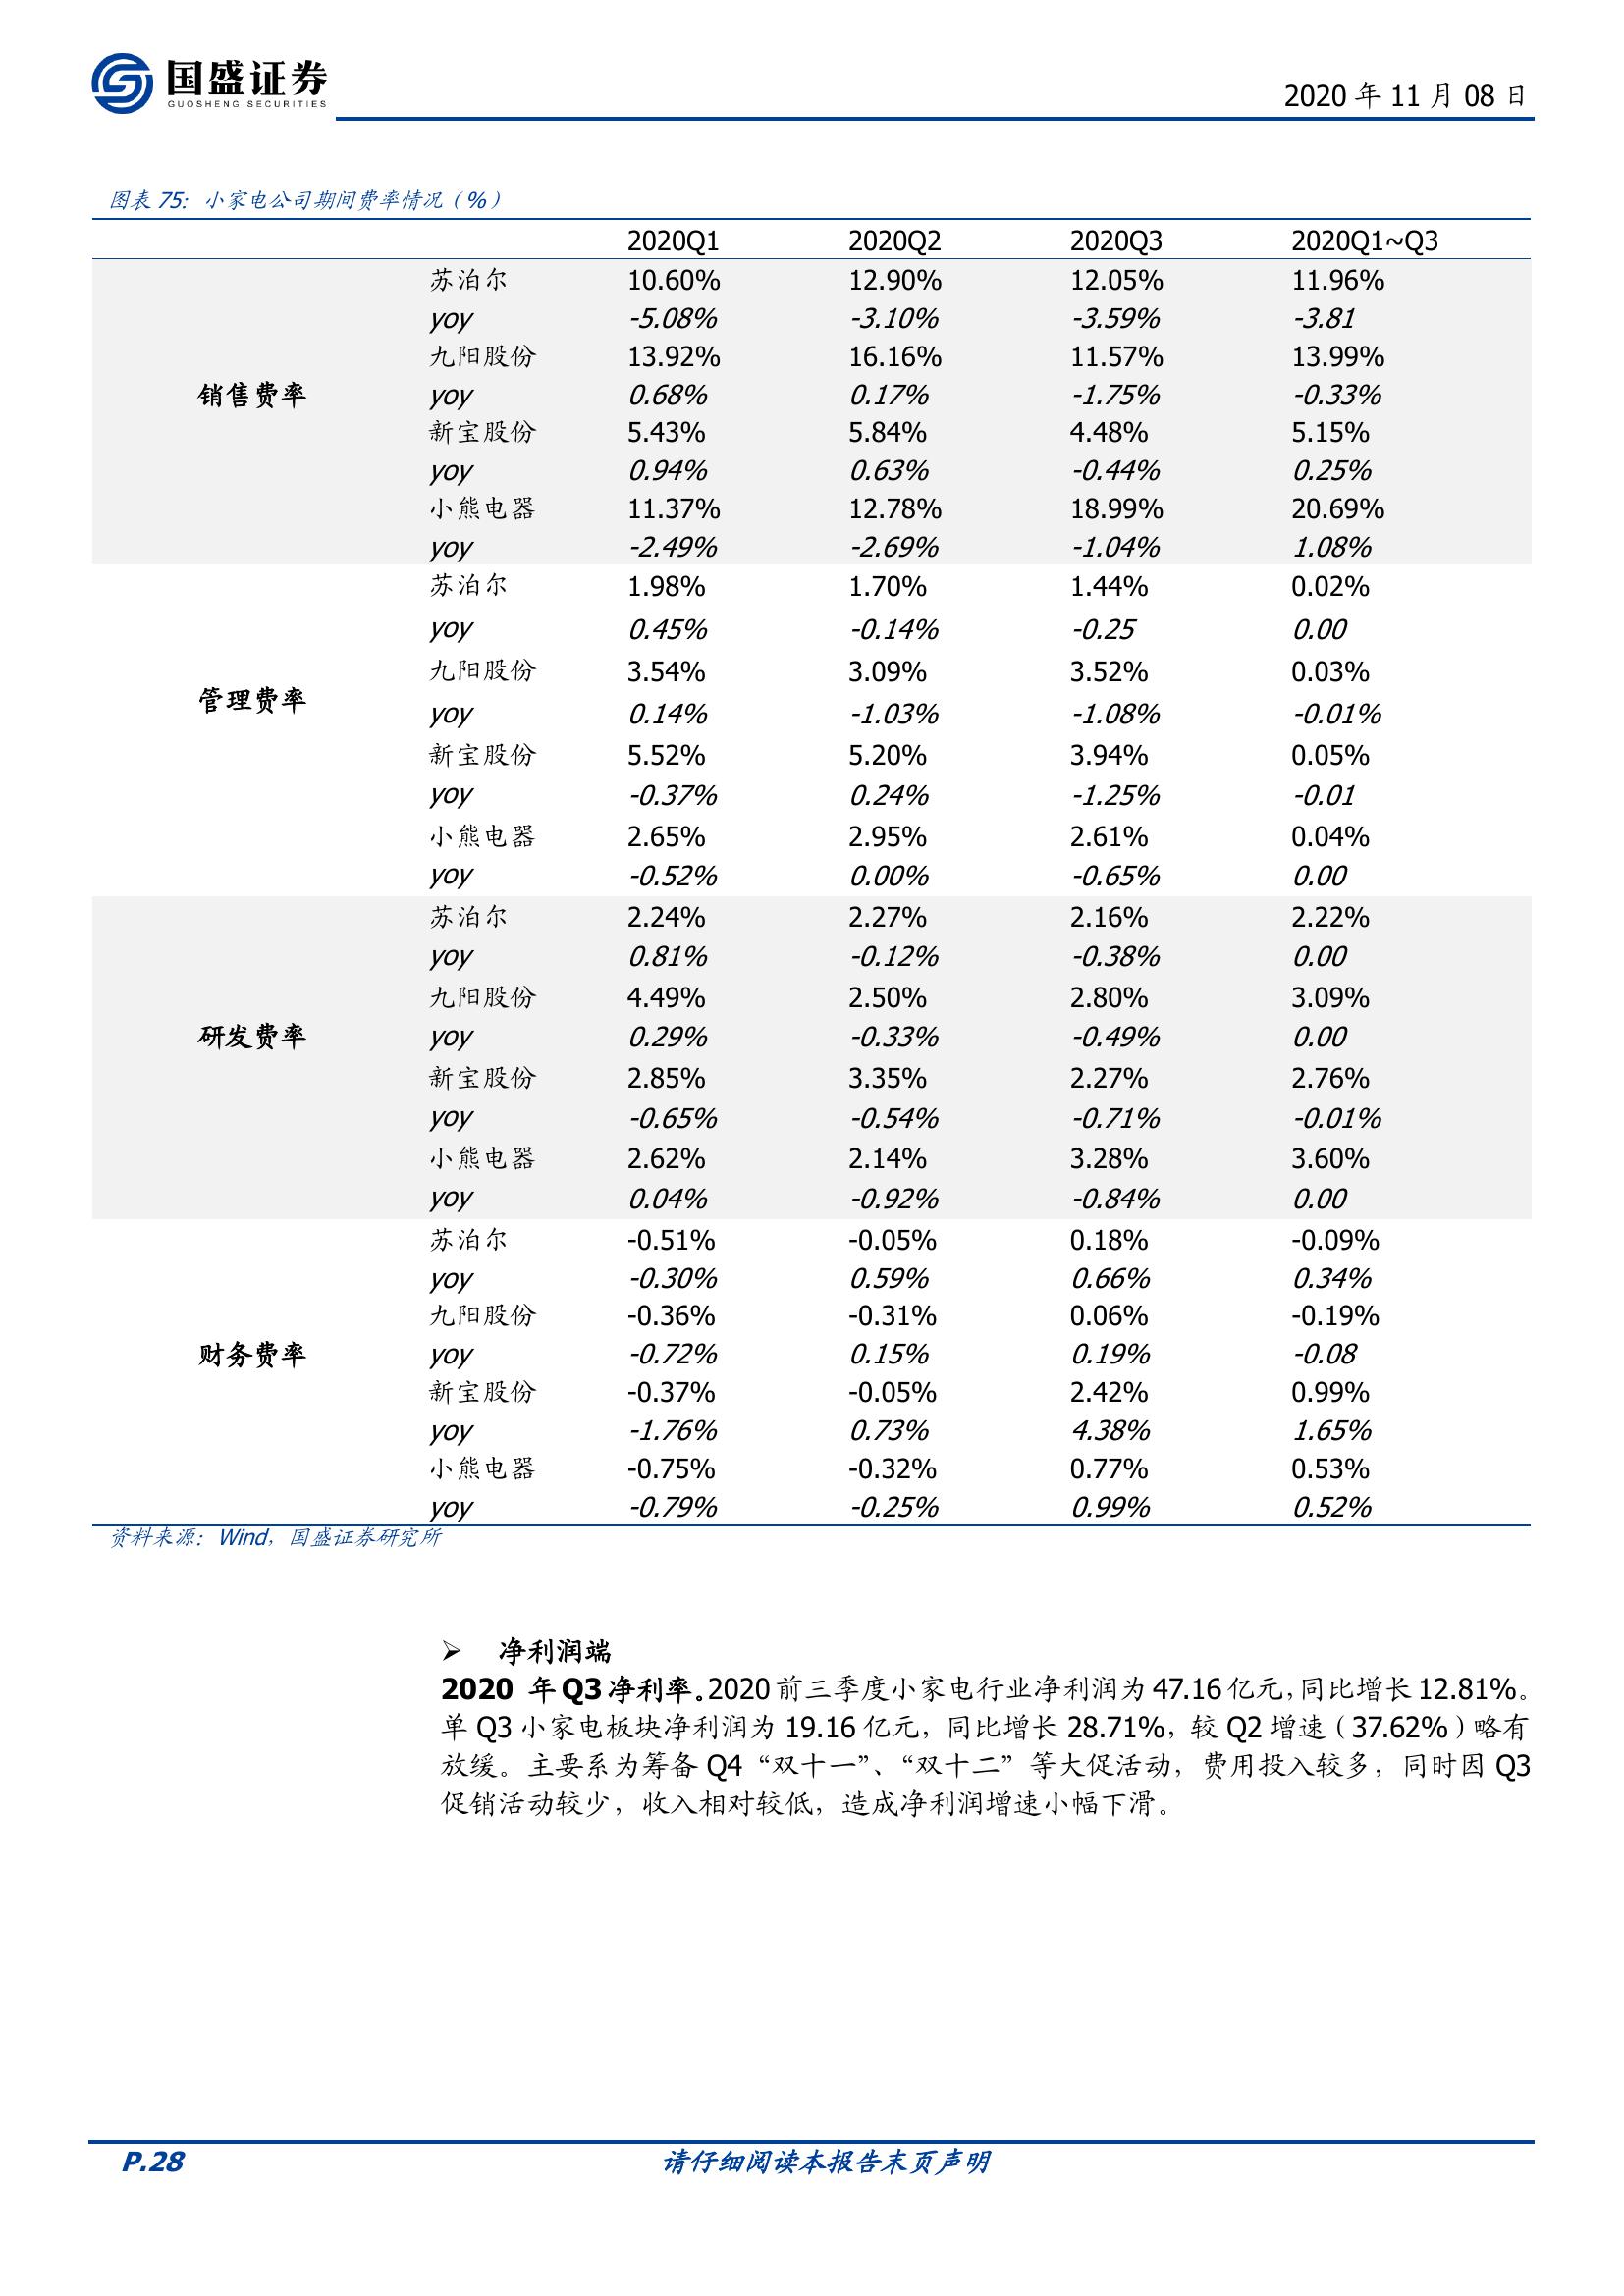 国盛证券
GUOSHENG SECURITIES
2020 年 11 月 08 日
图表 75: 小家电公司期间费率情况（%）
2020Q1 2020Q2 2020Q3 2020Q1~Q3
苏泊尔 10.60% 12.90% 12.05% 11.96%
yoy -5.08% -3.10% -3.59% -3.81
九阳股份 13.92% 16.16% 11.57% 13.99%
销售费率 yoy 0.68% 0.17% -1.75% -0.33%
新宝股份 5.43% 5.84% 4.48% 5.15%
yoy 0.94% 0.63% -0.44% 0.25%
小熊电器 11.37% 12.78% 18.99% 20.69%
yoy -2.49% -2.69% -1.04% 1.08%
苏泊尔 1.98% 1.70% 1.44% 0.02%
yoy 0.45% -0.14% -0.25 0.00
九阳股份 3.54% 3.09% 3.52% 0.03%
管理费率
yoy 0.14% -1.03% -1.08% -0.01%
新宝股份 5.52% 5.20% 3.94% 0.05%
yoy -0.37% 0.24% -1.25% -0.01
小熊电器 2.65% 2.95% 2.61% 0.04%
yoy -0.52% 0.00% -0.65% 0.00
苏泊尔 2.24% 2.27% 2.16% 2.22%
yoy 0.81% -0.12% -0.38% 0.00
九阳股份 4.49% 2.50% 2.80% 3.09%
研发费率 yoy 0.29% -0.33% -0.49% 0.00
新宝股份 2.85% 3.35% 2.27% 2.76%
yoy -0.65% -0.54% -0.71% -0.01%
小熊电器 2.62% 2.14% 3.28% 3.60%
yoy 0.04% -0.92% -0.84% 0.00
苏泊尔 -0.51% -0.05% 0.18% -0.09%
yoy -0.30% 0.59% 0.66% 0.34%
九阳股份 -0.36% -0.31% 0.06% -0.19%
财务费率 yoy -0.72% 0.15% 0.19% -0.08
新宝股份 -0.37% -0.05% 2.42% 0.99%
yoy -1.76% 0.73% 4.38% 1.65%
小熊电器 -0.75% -0.32% 0.77% 0.53%
yoy -0.79% -0.25% 0.99% 0.52%
资料来源：Wind，国盛证券研究所
➢ 净利润端
2020 年 Q3 净利率。2020 前三季度小家电行业净利润为 47.16 亿元，同比增长 12.81%。
单 Q3 小家电板块净利润为 19.16 亿元，同比增长 28.71%，较 Q2 增速（37.62%）略有
放缓。主要系为筹备 Q4“双十一”、“双十二”等大促活动，费用投入较多，同时因 Q3
促销活动较少，收入相对较低，造成净利润增速小幅下滑。
P.28 请仔细阅读本报告末页声明